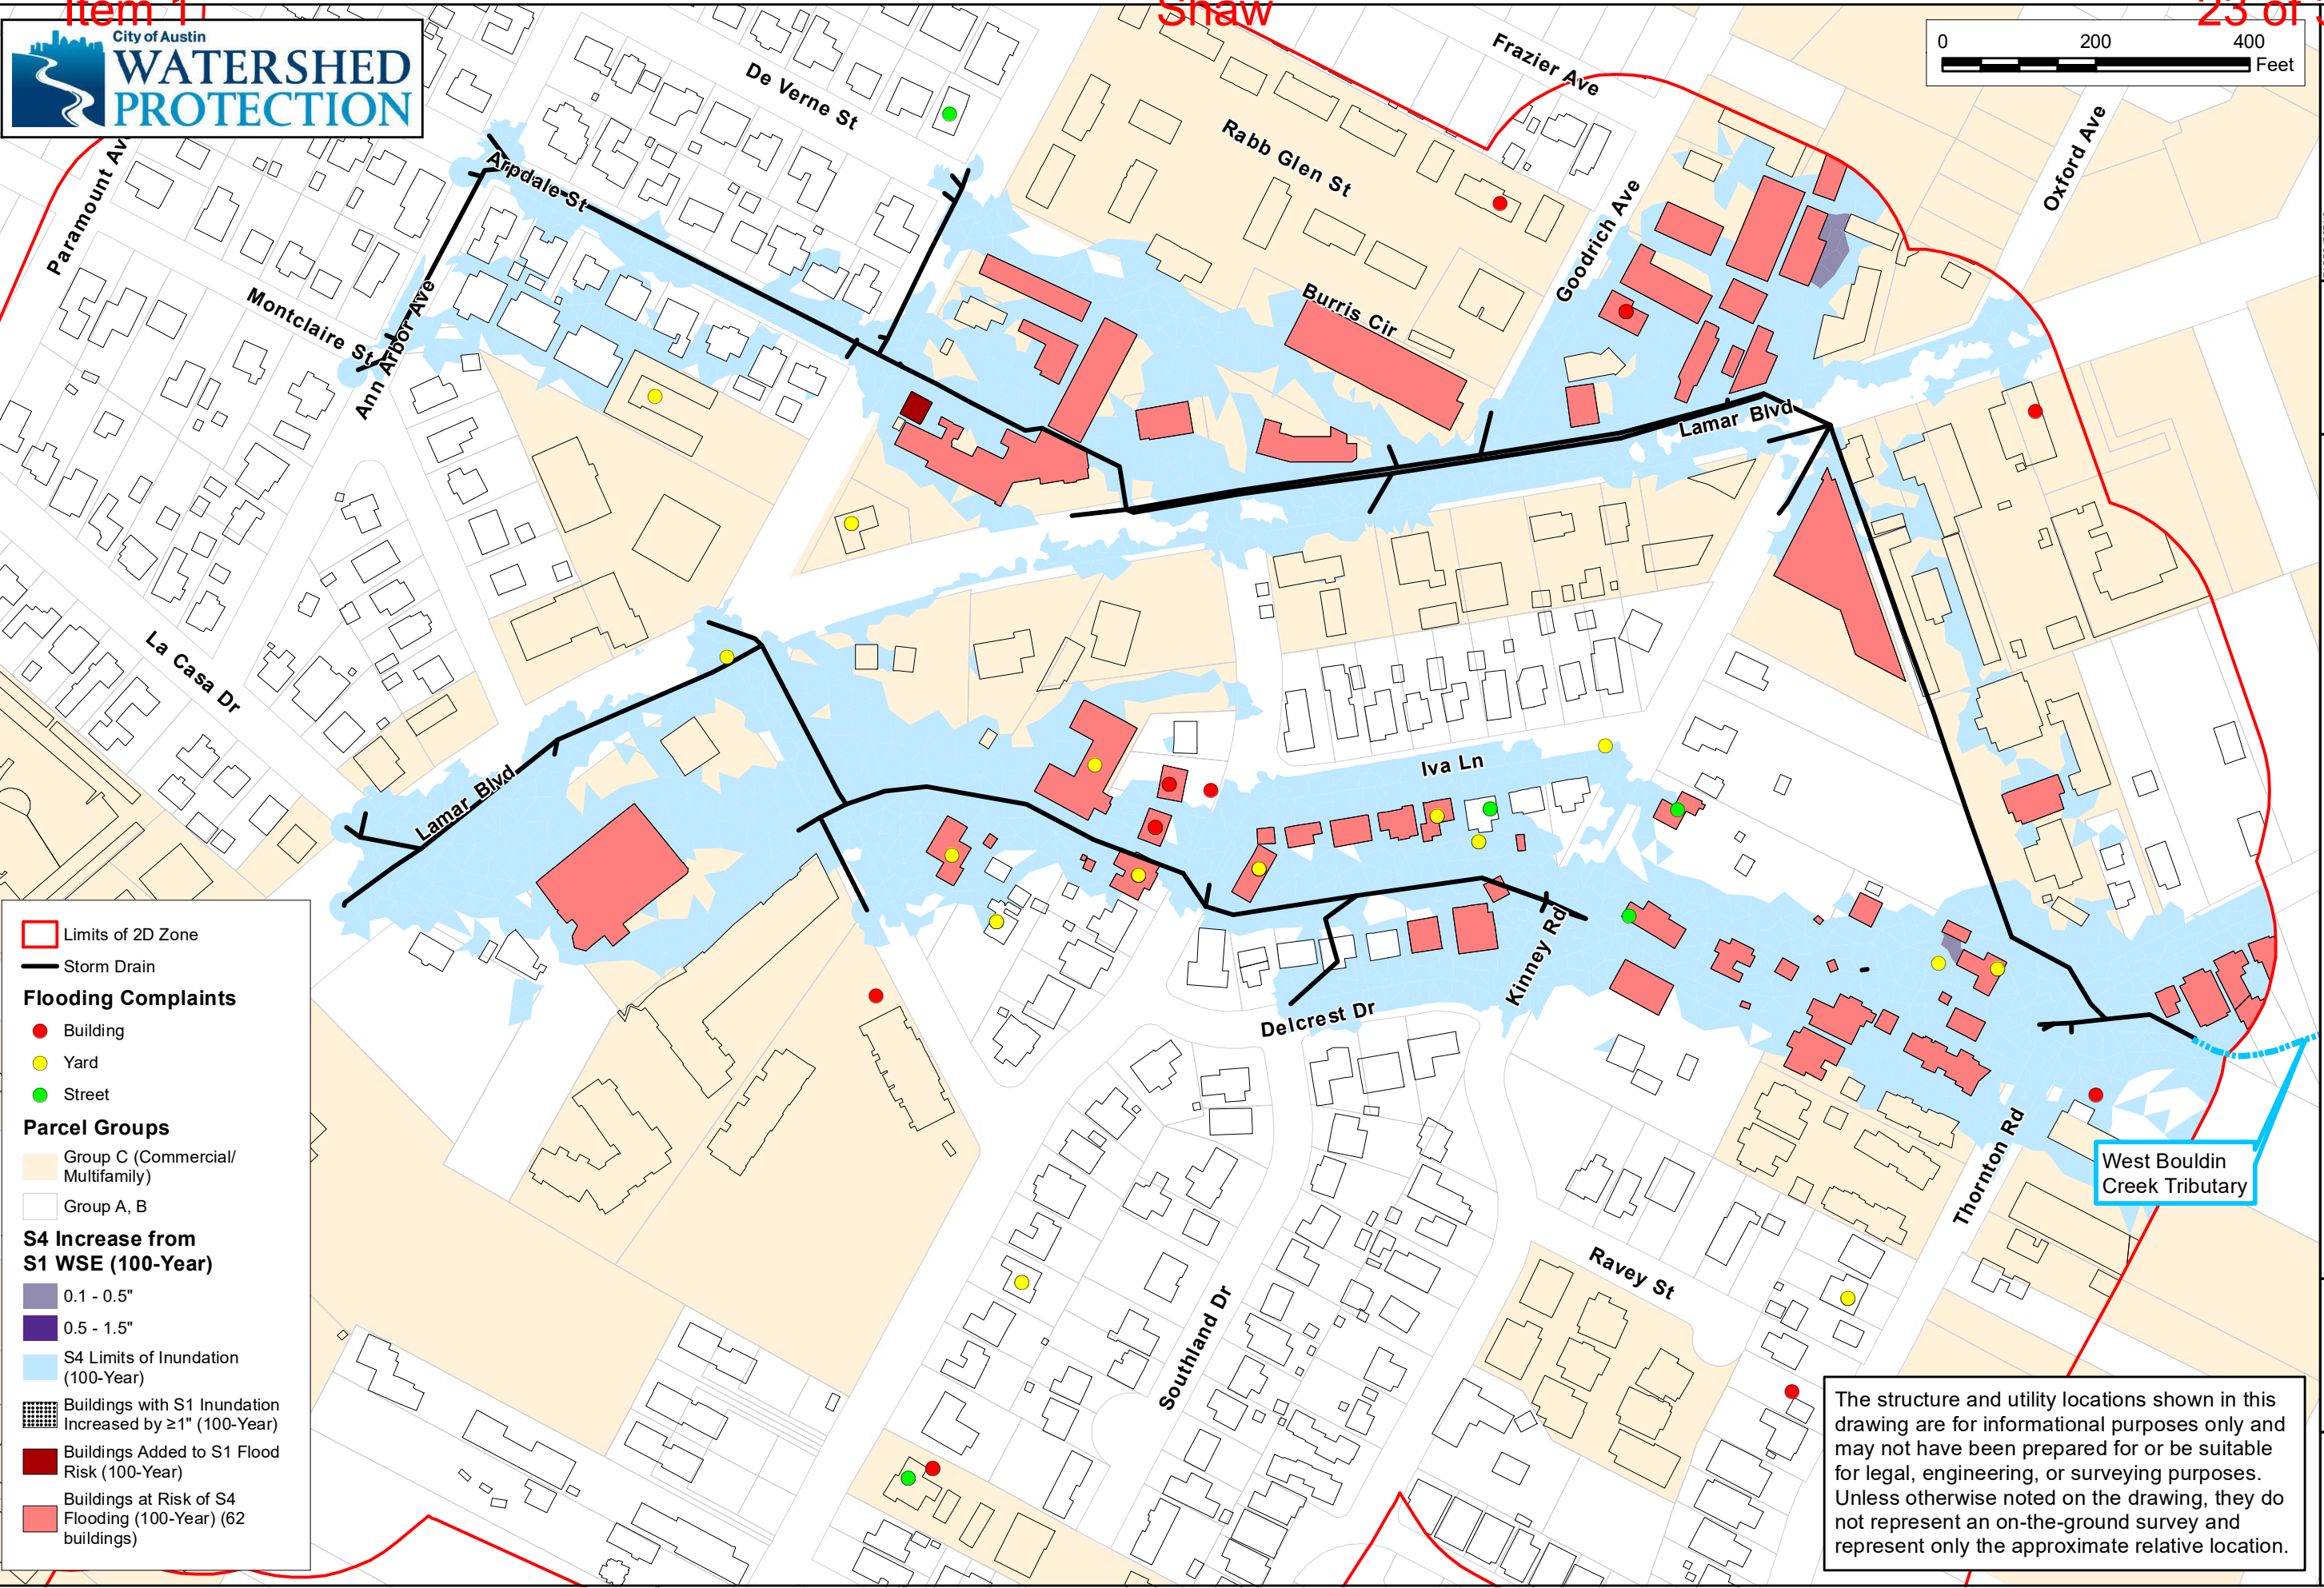 Item 1
Shaw
23 of 3
City of Austin
WATERSHED
PROTECTION
0 200 400
Feet
Frazier Ave
De Verne St
Rabb Glen St
Oxford Ave
Paramount Ave
Arpdale St
Goodrich Ave
Montclaire St
Ann Arbor Ave
Burris Cir
Lamar Blvd
La Casa Dr
Iva Ln
Lamar Blvd
Kinney Rd
Delcrest Dr
Thornton Rd
West Bouldin
Creek Tributary
Ravey St
Southland Dr
Limits of 2D Zone
Storm Drain
Flooding Complaints
Building
Yard
Street
Parcel Groups
Group C (Commercial/
Multifamily)
Group A, B
S4 Increase from
S1 WSE (100-Year)
0.1 - 0.5"
0.5 - 1.5"
S4 Limits of Inundation
(100-Year)
Buildings with S1 Inundation
Increased by ≥1" (100-Year)
Buildings Added to S1 Flood
Risk (100-Year)
Buildings at Risk of S4
Flooding (100-Year) (62
buildings)
The structure and utility locations shown in this
drawing are for informational purposes only and
may not have been prepared for or be suitable
for legal, engineering, or surveying purposes.
Unless otherwise noted on the drawing, they do
not represent an on-the-ground survey and
represent only the approximate relative location.